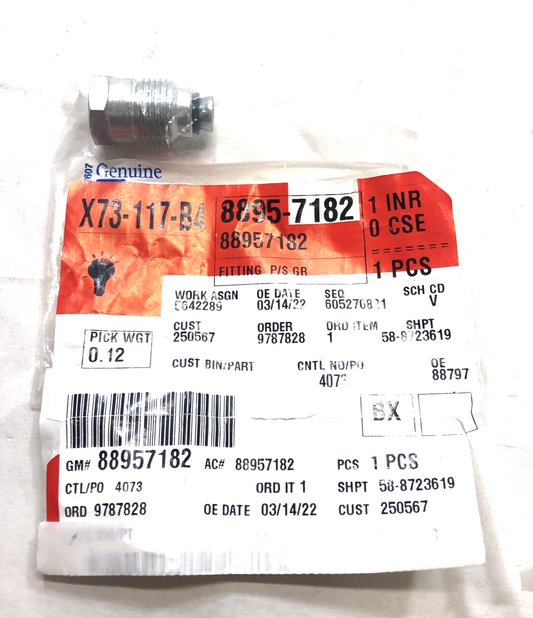 2607
Genuine
X73-117-B4
8895-7182
88957182
FITTING P/S GR
1 INR
0 CSE
1 PCS
WORK ASGN OE DATE SEQ SCH CD
5642289 03/14/22 V
CUST ORDER ORD ITEM SHPT
250567 9787828 1 58-8723619
PICK WGT
0.12
CUST BIN/PART CNTL NO/PO OE
4073 88797
BX
GM# 88957182 AC# 88957182 PCS 1 PCS
CTL/PO 4073 ORD IT 1 SHPT 58-8723619
ORD 9787828 OE DATE 03/14/22 CUST 250567